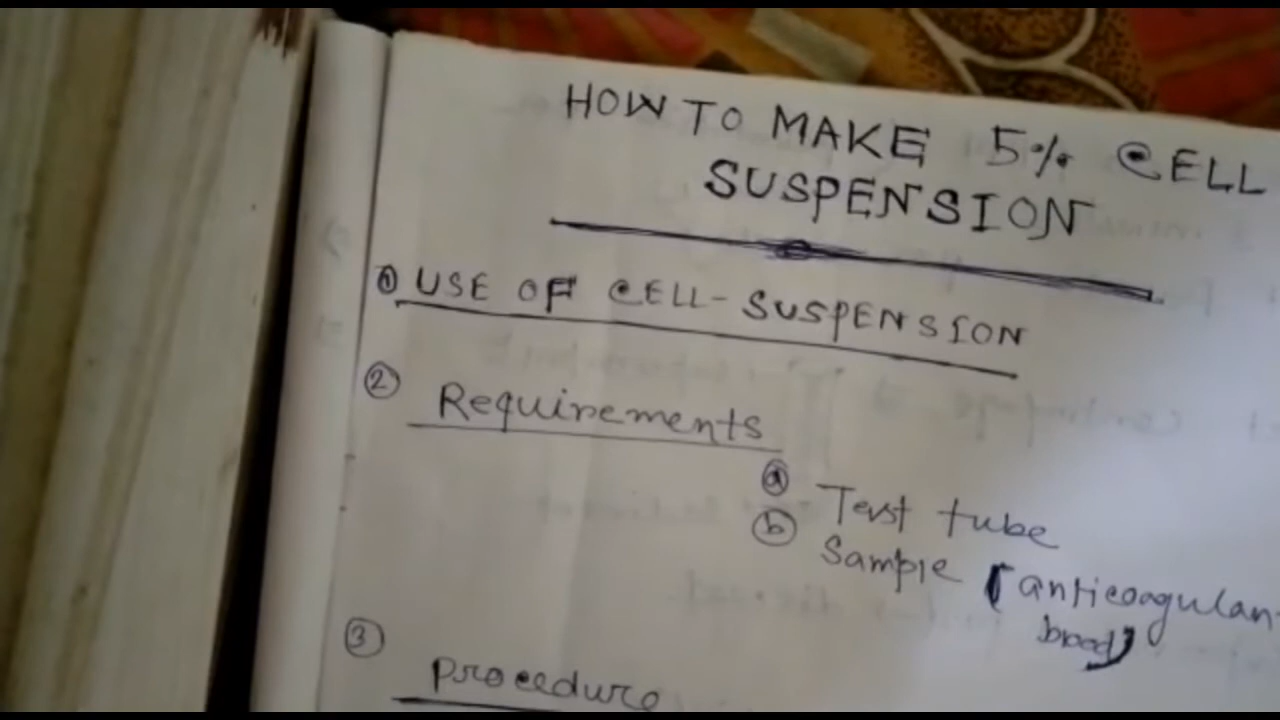 HOW TO MAKE 5% CELL
SUSPENSION
① USE OF CELL-SUSPENSION
② Requirements
ⓐ Test tube
ⓑ Sample (anticoagulan
blood)
③
Procedure